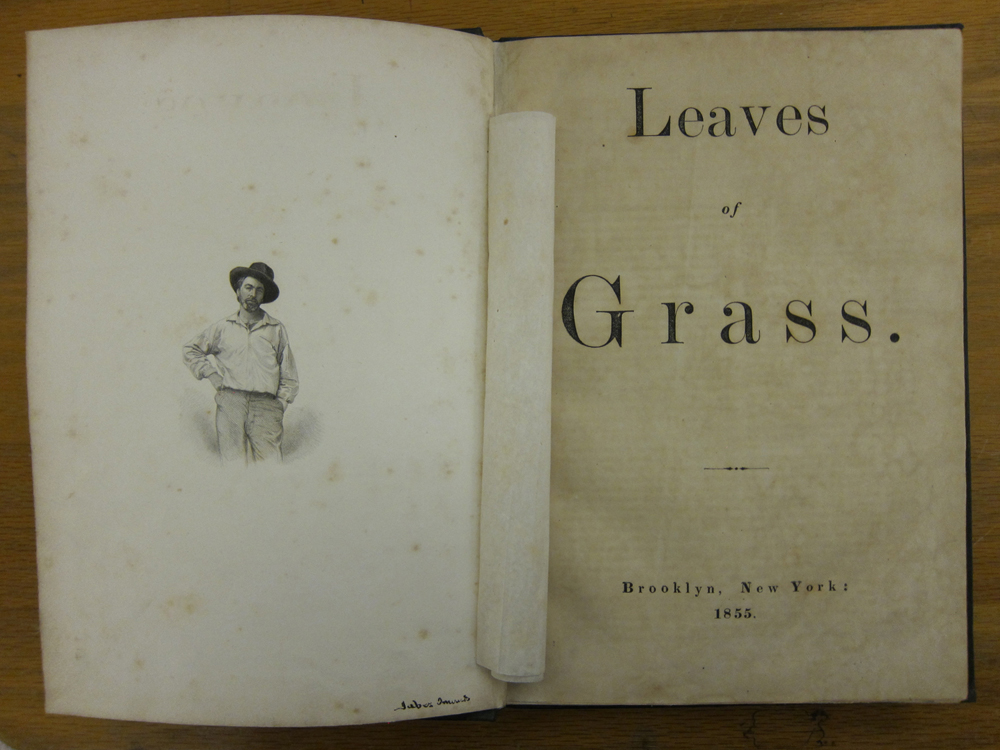 Leaves
of
Grass.
Brooklyn, New York:
1855.